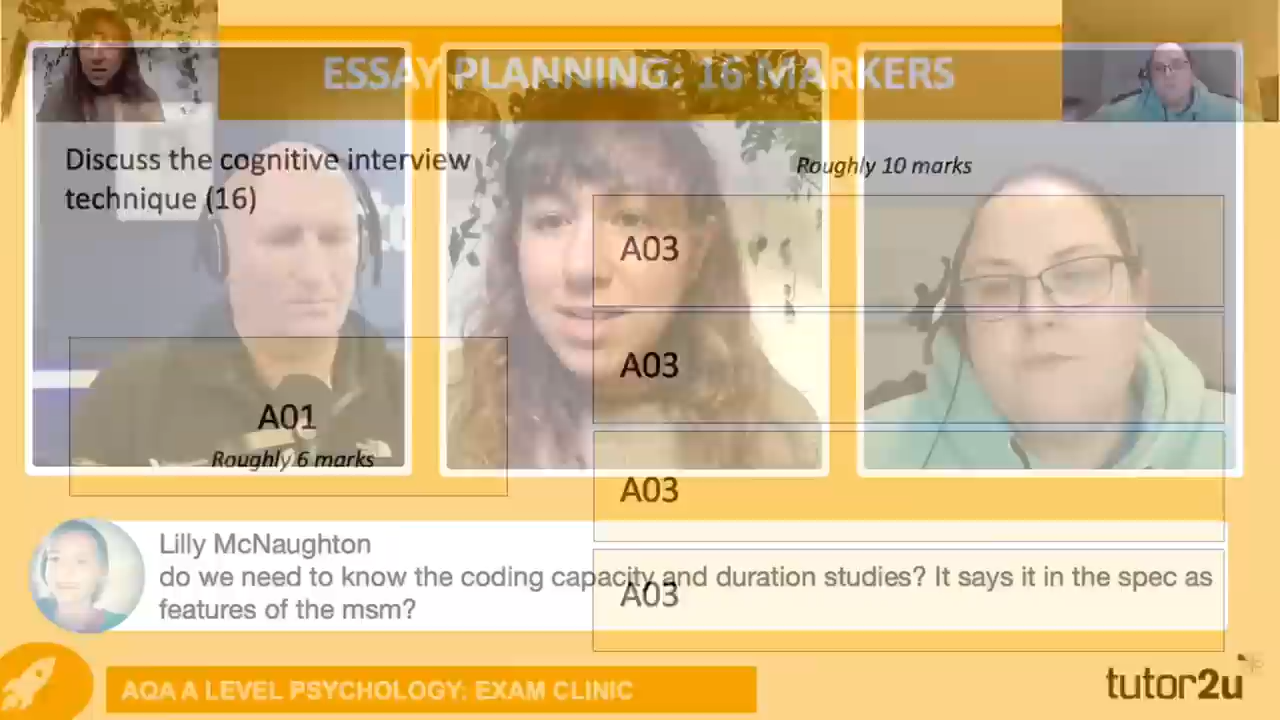 ESSAY PLANNING: 16 MARKERS
Discuss the cognitive interview
technique (16)
Roughly 10 marks
A03
A03
A01
Roughly 6 marks
A03
A03
Lilly McNaughton
do we need to know the coding capacity and duration studies? It says it in the spec as
features of the msm?
AQA A LEVEL PSYCHOLOGY: EXAM CLINIC
tutor2u